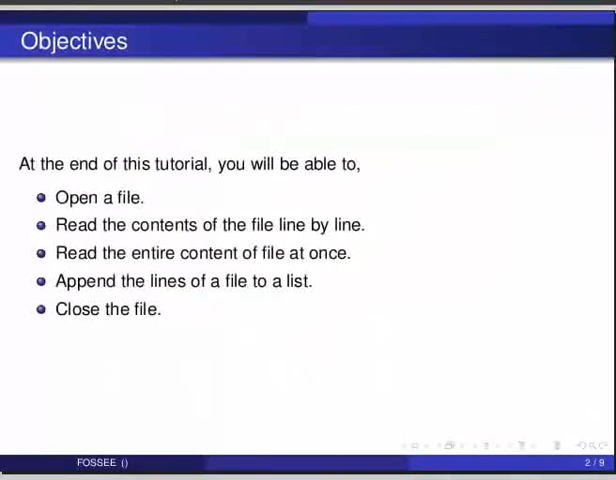 Objectives
At the end of this tutorial, you will be able to,
Open a file.
Read the contents of the file line by line.
Read the entire content of file at once.
Append the lines of a file to a list.
Close the file.
FOSSEE ()
2 / 9